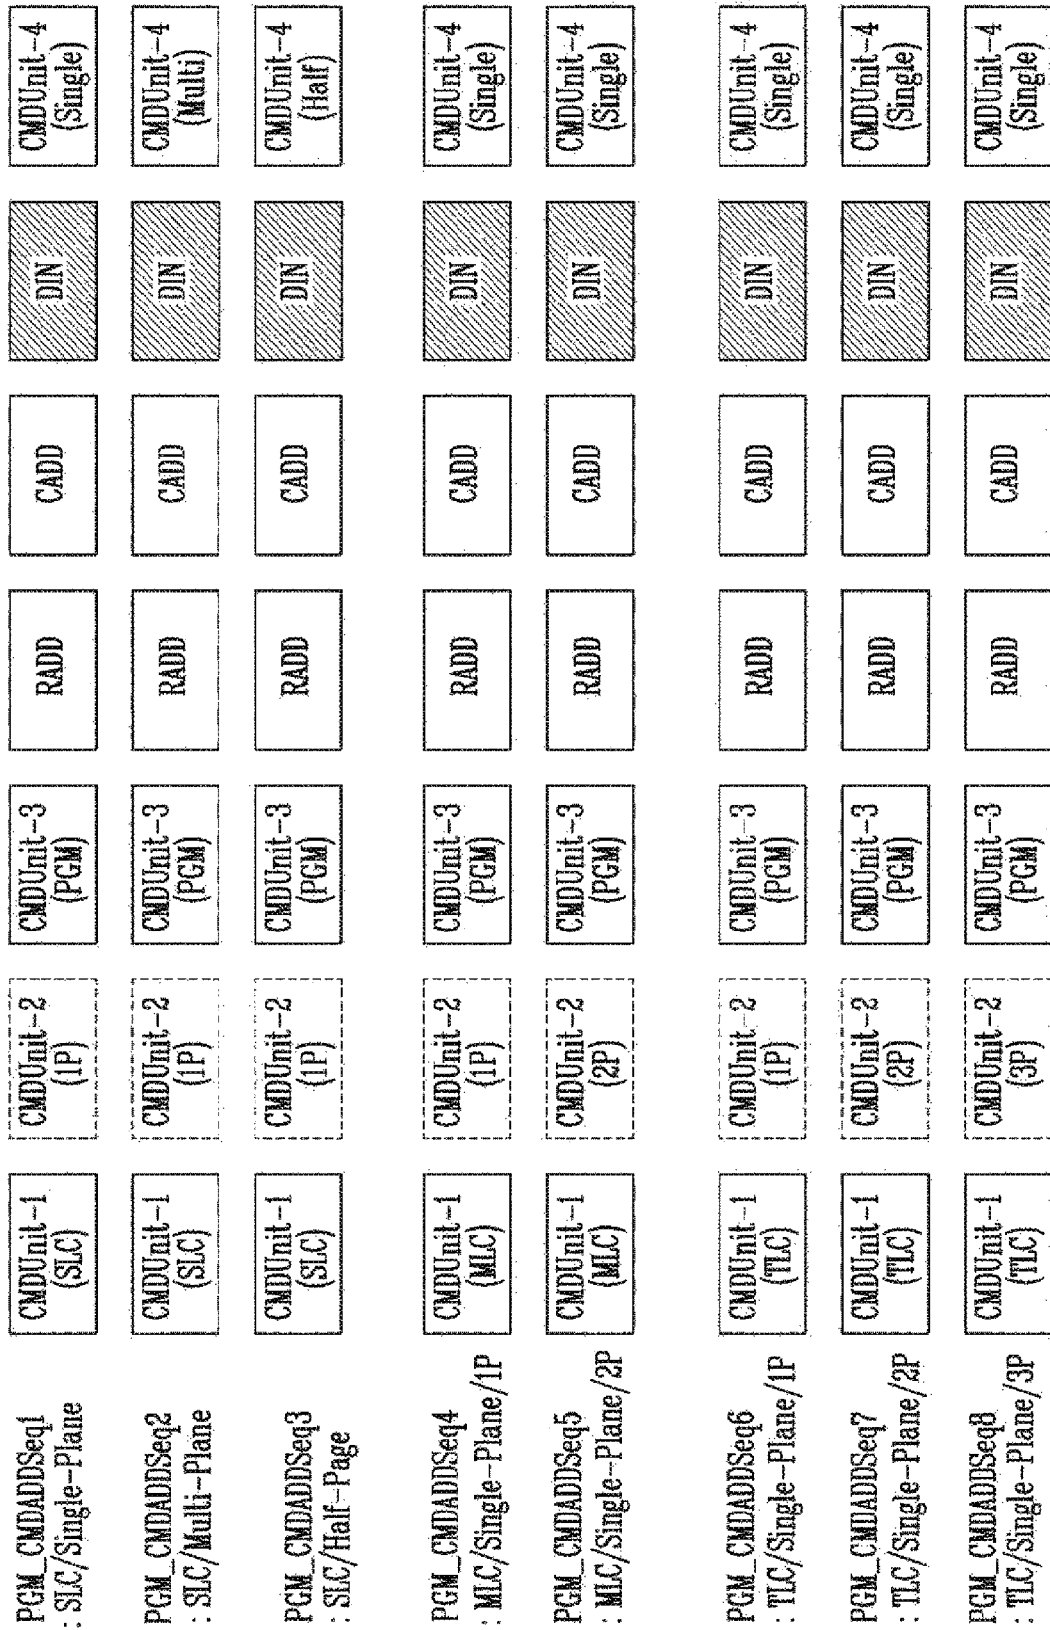 PGM_CMDADDSeq1
: SLC/Single-Plane
CMDUnit-1
(SLC)
CMDUnit-2
(1P)
CMDUnit-3
(PGM)
RADD
CADD
DIN
CMDUnit-4
(Single)
PGM_CMDADDSeq2
: SLC/Multi-Plane
CMDUnit-1
(SLC)
CMDUnit-2
(1P)
CMDUnit-3
(PGM)
RADD
CADD
DIN
CMDUnit-4
(Multi)
PGM_CMDADDSeq3
: SLC/Half-Page
CMDUnit-1
(SLC)
CMDUnit-2
(1P)
CMDUnit-3
(PGM)
RADD
CADD
DIN
CMDUnit-4
(Half)
PGM_CMDADDSeq4
: MLC/Single-Plane/1P
CMDUnit-1
(MLC)
CMDUnit-2
(1P)
CMDUnit-3
(PGM)
RADD
CADD
DIN
CMDUnit-4
(Single)
PGM_CMDADDSeq5
: MLC/Single-Plane/2P
CMDUnit-1
(MLC)
CMDUnit-2
(2P)
CMDUnit-3
(PGM)
RADD
CADD
DIN
CMDUnit-4
(Single)
PGM_CMDADDSeq6
: TLC/Single-Plane/1P
CMDUnit-1
(TLC)
CMDUnit-2
(1P)
CMDUnit-3
(PGM)
RADD
CADD
DIN
CMDUnit-4
(Single)
PGM_CMDADDSeq7
: TLC/Single-Plane/2P
CMDUnit-1
(TLC)
CMDUnit-2
(2P)
CMDUnit-3
(PGM)
RADD
CADD
DIN
CMDUnit-4
(Single)
PGM_CMDADDSeq8
: TLC/Single-Plane/3P
CMDUnit-1
(TLC)
CMDUnit-2
(3P)
CMDUnit-3
(PGM)
RADD
CADD
DIN
CMDUnit-4
(Single)